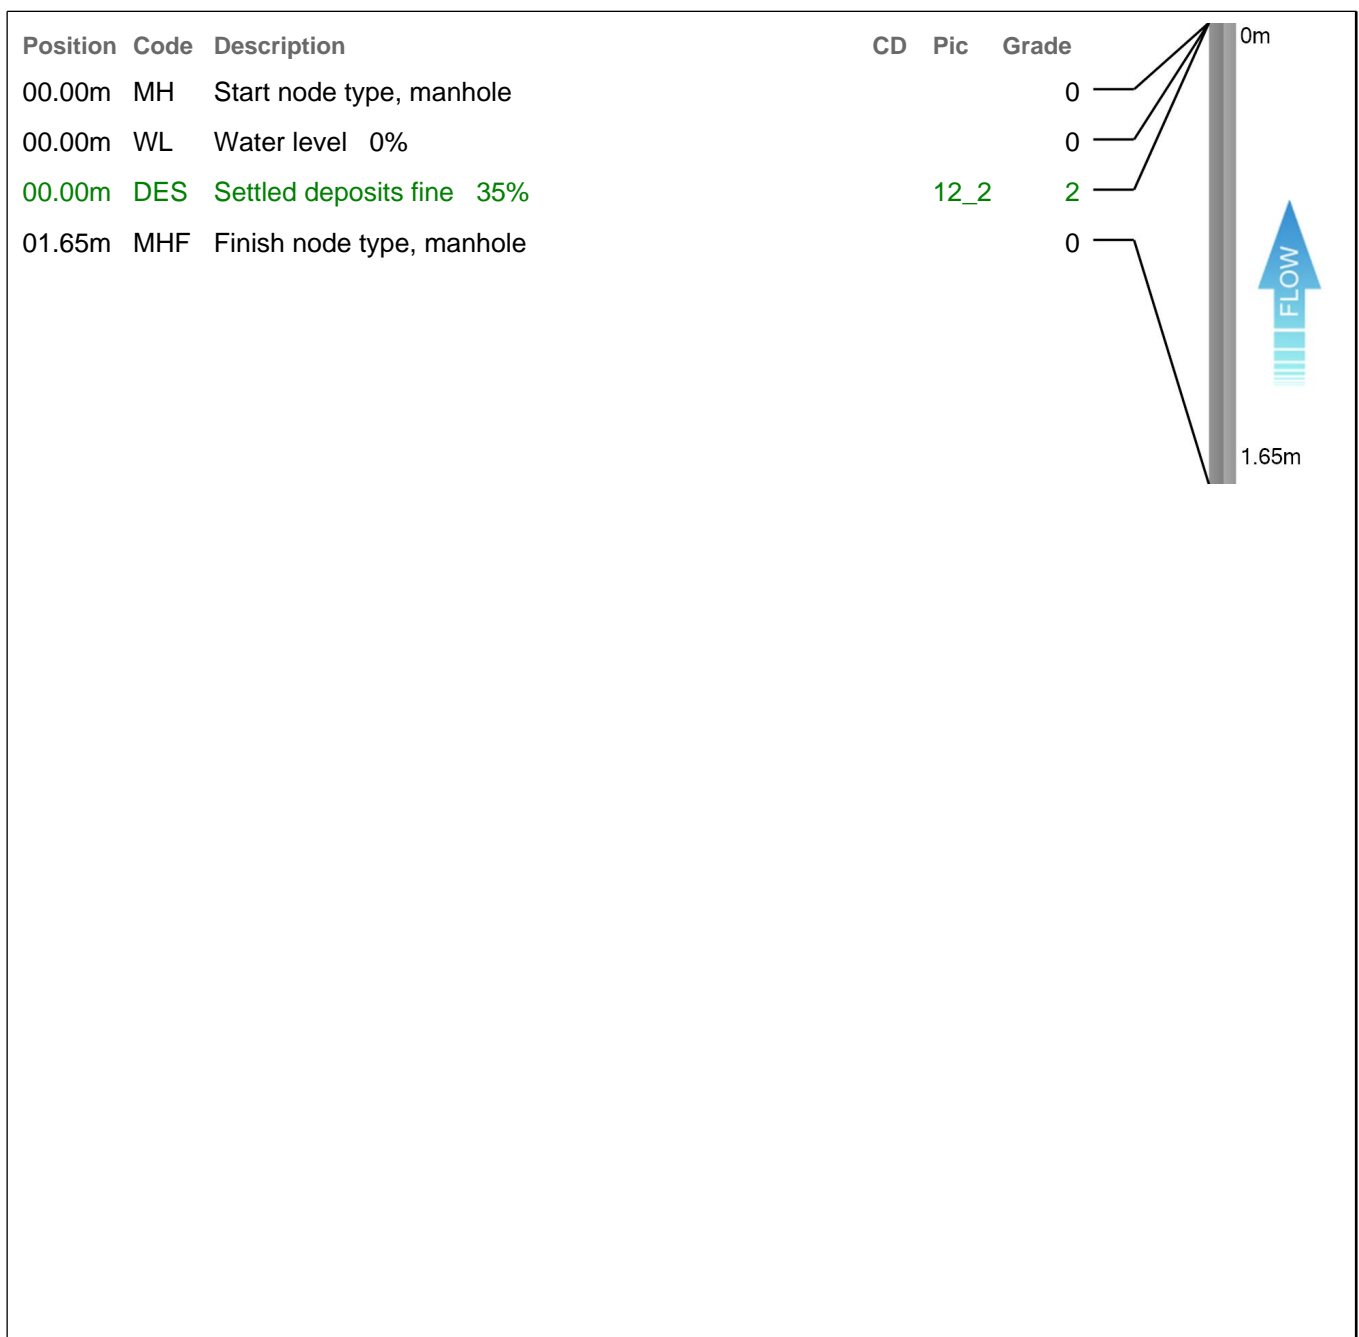 Position Code Description CD Pic Grade
0m
00.00m MH Start node type, manhole 0
00.00m WL Water level 0%  0
00.00m DES Settled deposits fine 35% 12_2 2
01.65m MHF Finish node type, manhole 0
FLOW
1.65m